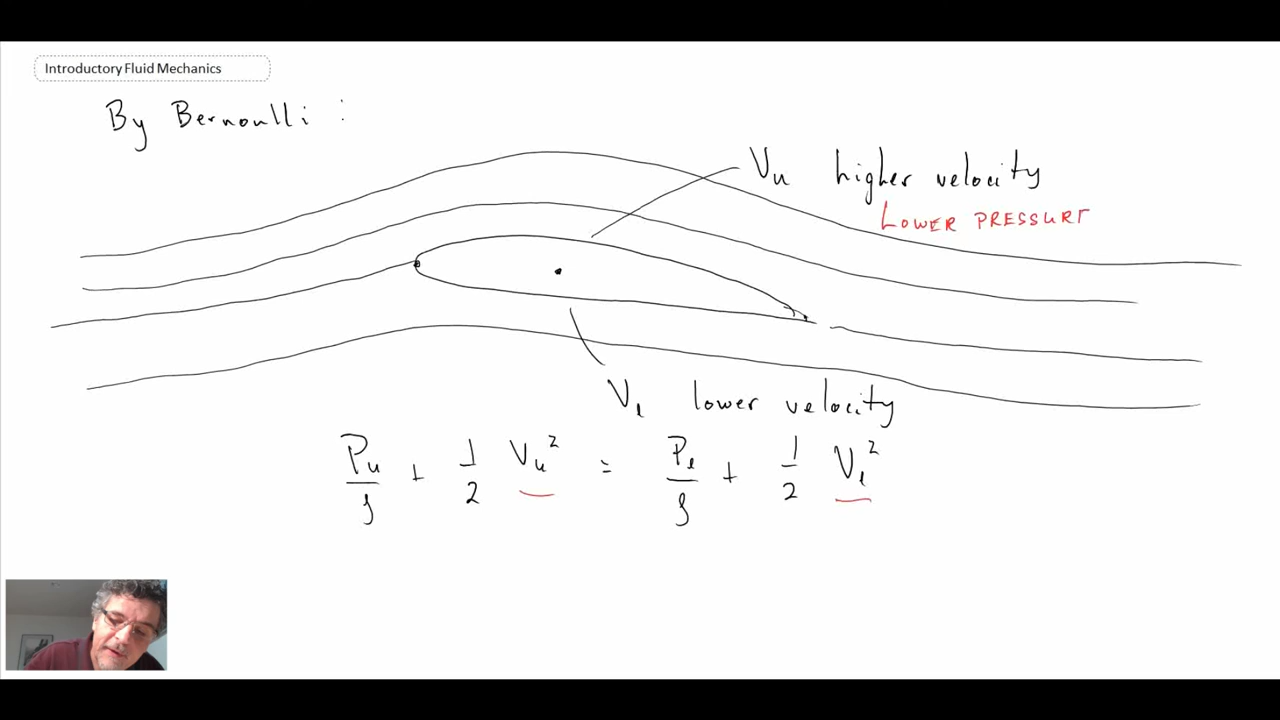 Introductory Fluid Mechanics
By Bernoulli :
Vu higher velocity
LOWER PRESSUR
Vl lower velocity
Pu/ρ + 1/2 Vu² = Pl/ρ + 1/2 Vl²